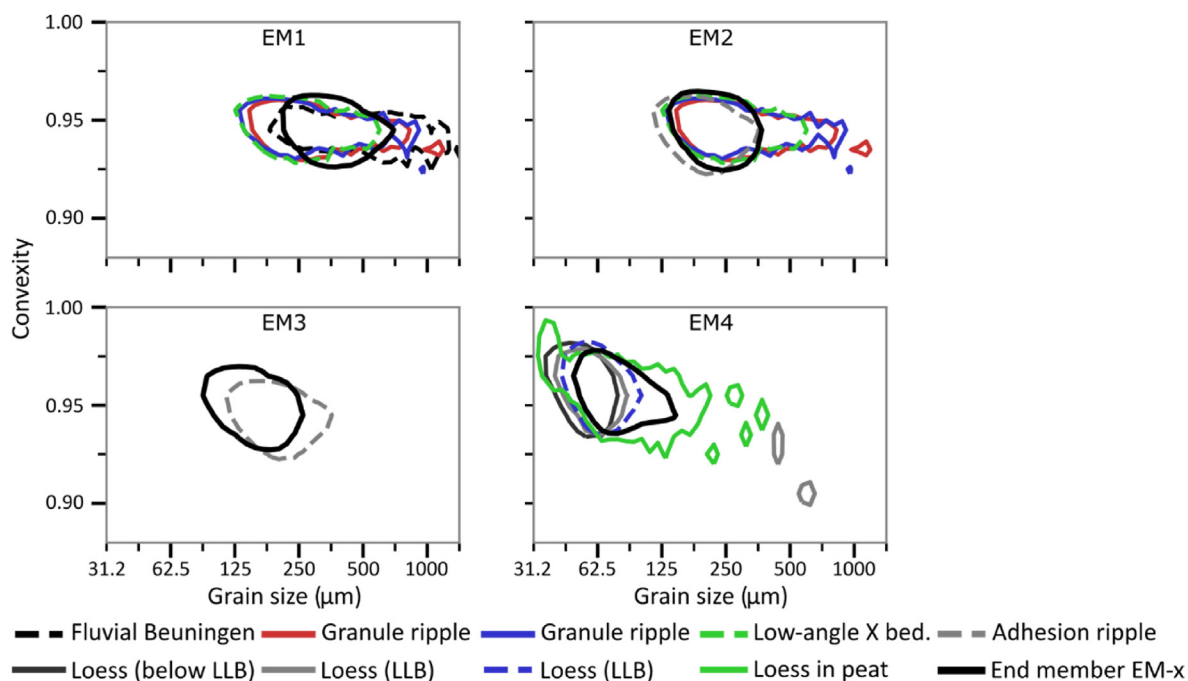 1.00
EM1
EM2
0.95
0.90
Convexity
1.00
EM3
EM4
0.95
0.90
31.2 62.5 125 250 500 1000
31.2 62.5 125 250 500 1000
Grain size (µm)
Grain size (µm)
Fluvial Beuningen Granule ripple Granule ripple Low-angle X bed. Adhesion ripple
Loess (below LLB) Loess (LLB) Loess (LLB) Loess in peat End member EM-x